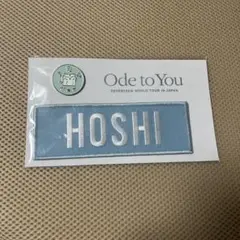 Ode to You
SEVENTEEN WORLD TOUR IN JAPAN
HOSHI